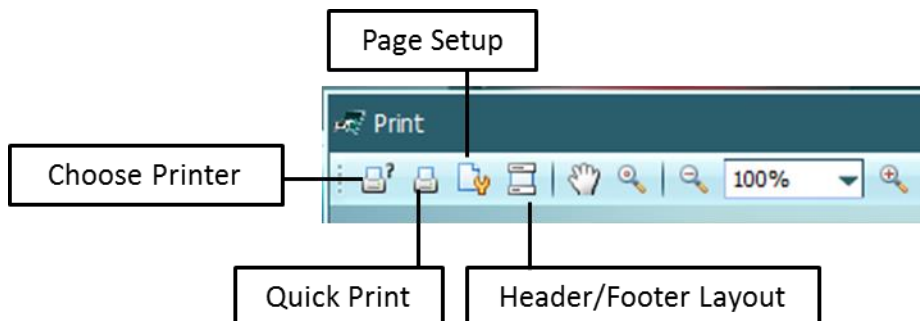 Page Setup
Print
Choose Printer
?
100%
Quick Print
Header/Footer Layout